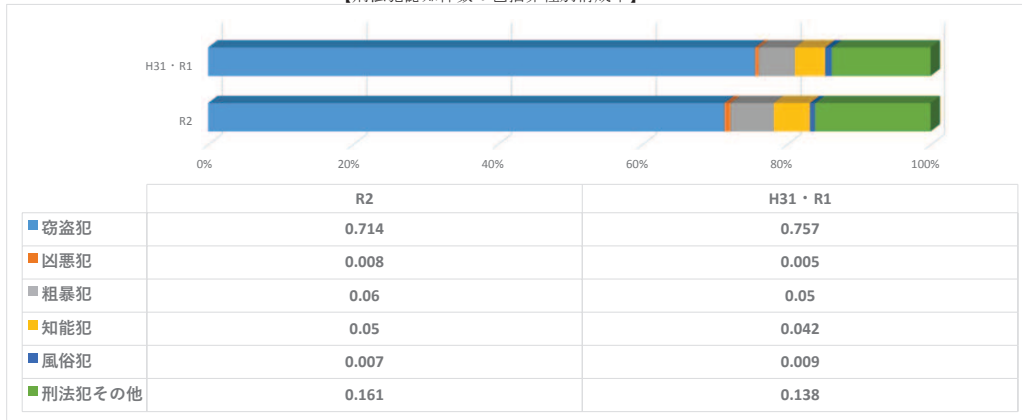 H31・R1
R2
0% 20% 40% 60% 80% 100%
R2 H31・R1
窃盗犯 0.714 0.757
凶悪犯 0.008 0.005
粗暴犯 0.06 0.05
知能犯 0.05 0.042
風俗犯 0.007 0.009
刑法犯その他 0.161 0.138